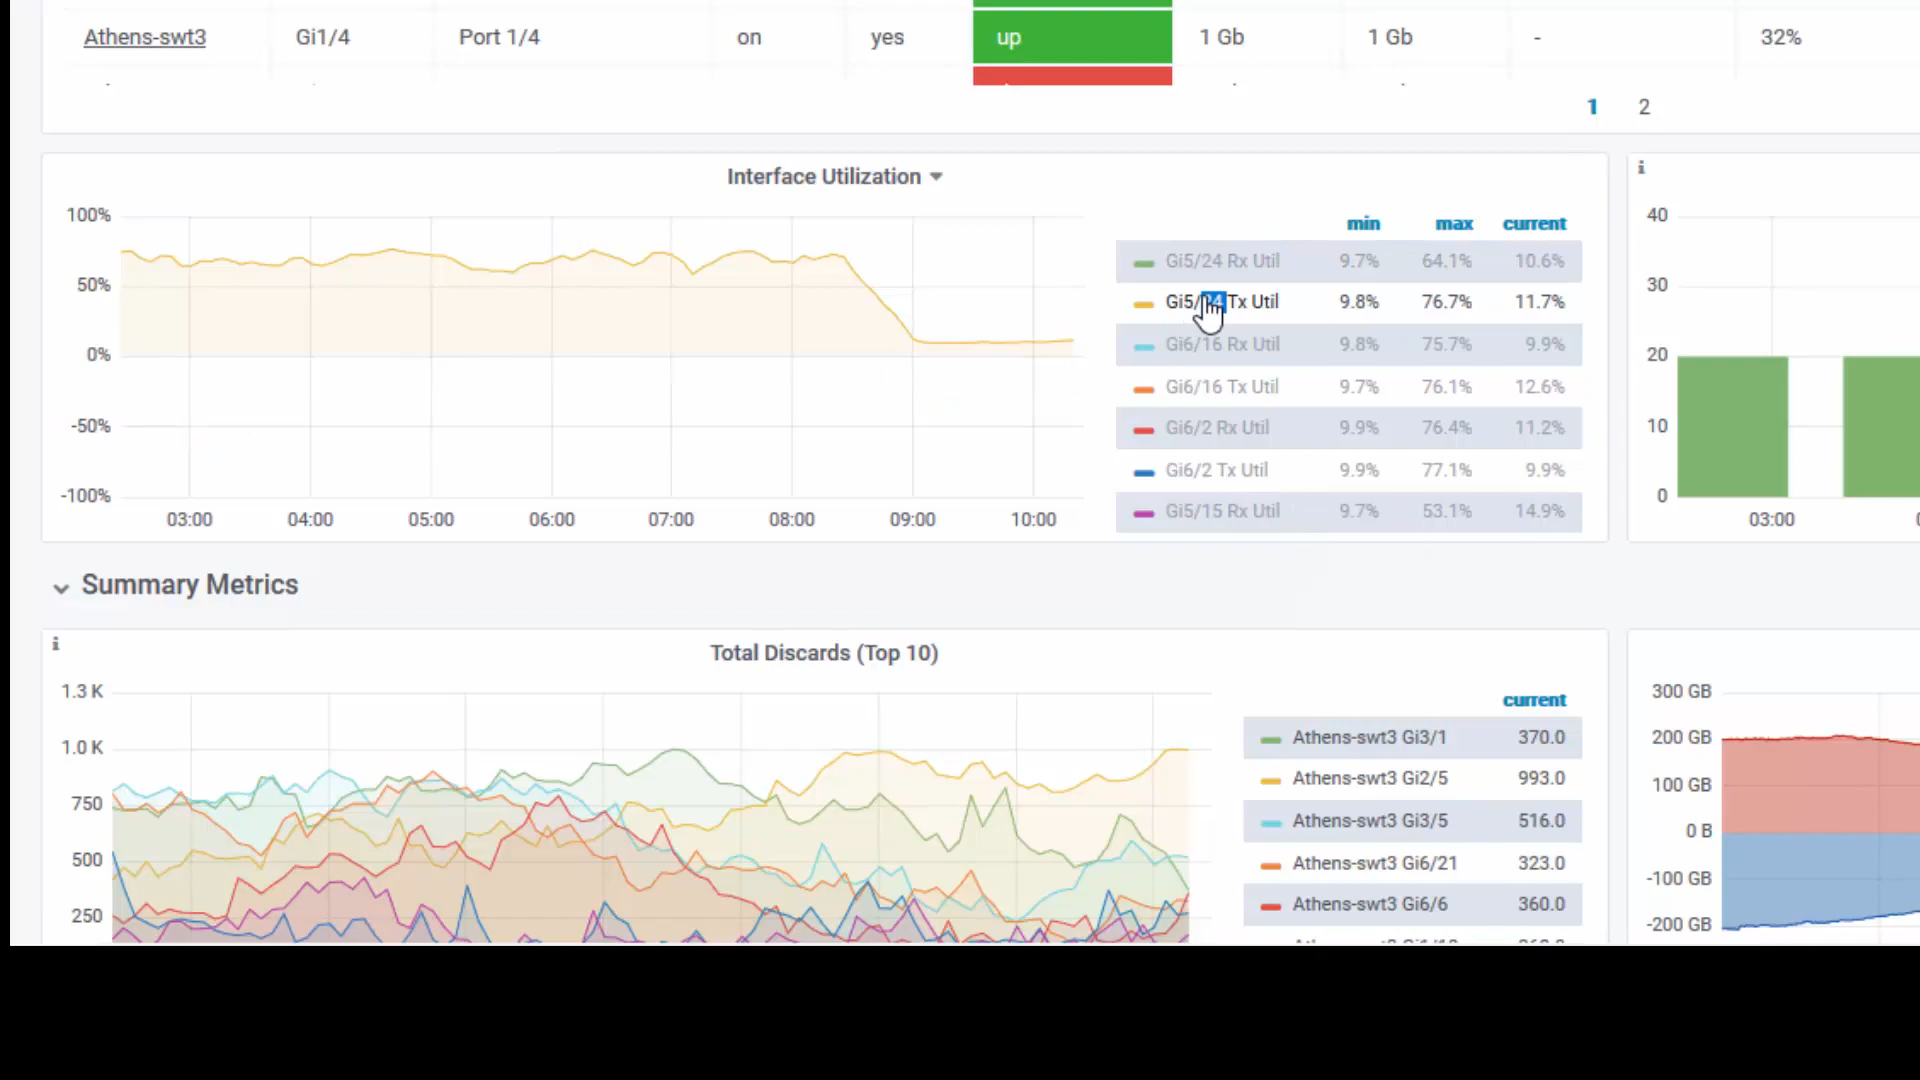 Athens-swt3 Gi1/4 Port 1/4 on yes up 1 Gb 1 Gb - 32%
1 2
Interface Utilization
100%
50%
0%
-50%
-100%
03:00 04:00 05:00 06:00 07:00 08:00 09:00 10:00
min max current
Gi5/24 Rx Util 9.7% 64.1% 10.6%
Gi5/24 Tx Util 9.8% 76.7% 11.7%
Gi6/16 Rx Util 9.8% 75.7% 9.9%
Gi6/16 Tx Util 9.7% 76.1% 12.6%
Gi6/2 Rx Util 9.9% 76.4% 11.2%
Gi6/2 Tx Util 9.9% 77.1% 9.9%
Gi5/15 Rx Util 9.7% 53.1% 14.9%
i
40
30
20
10
0
03:00
Summary Metrics
i
Total Discards (Top 10)
1.3 K
1.0 K
750
500
250
current
Athens-swt3 Gi3/1 370.0
Athens-swt3 Gi2/5 993.0
Athens-swt3 Gi3/5 516.0
Athens-swt3 Gi6/21 323.0
Athens-swt3 Gi6/6 360.0
300 GB
200 GB
100 GB
0 B
-100 GB
-200 GB